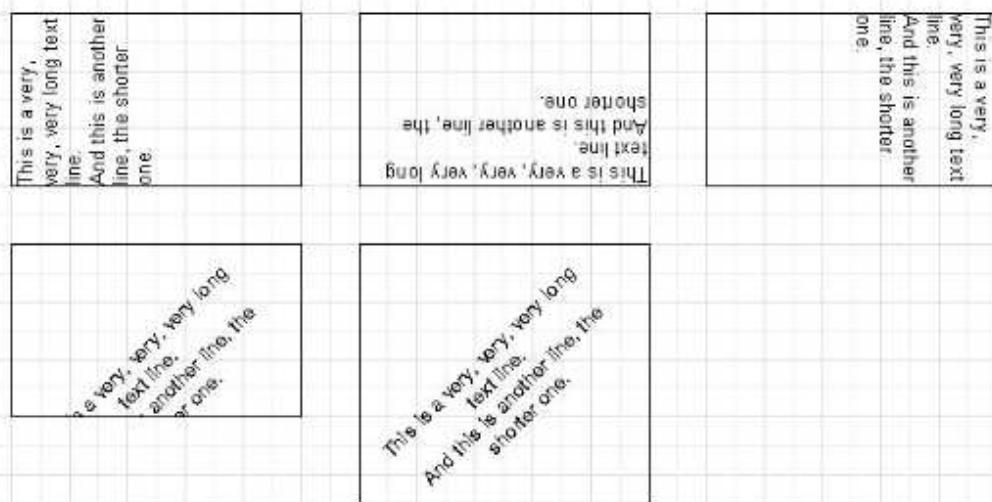 This is a very,
very, very long text
line.
And this is another
line, the shorter
one.
This is a very, very, very long
text line.
And this is another line, the
shorter one.
This is a very,
very, very long text
line.
And this is another
line, the shorter
one.
a very, very, very long
text line.
another line, the
one.
This is a very, very, very long
text line.
And this is another line, the
shorter one.